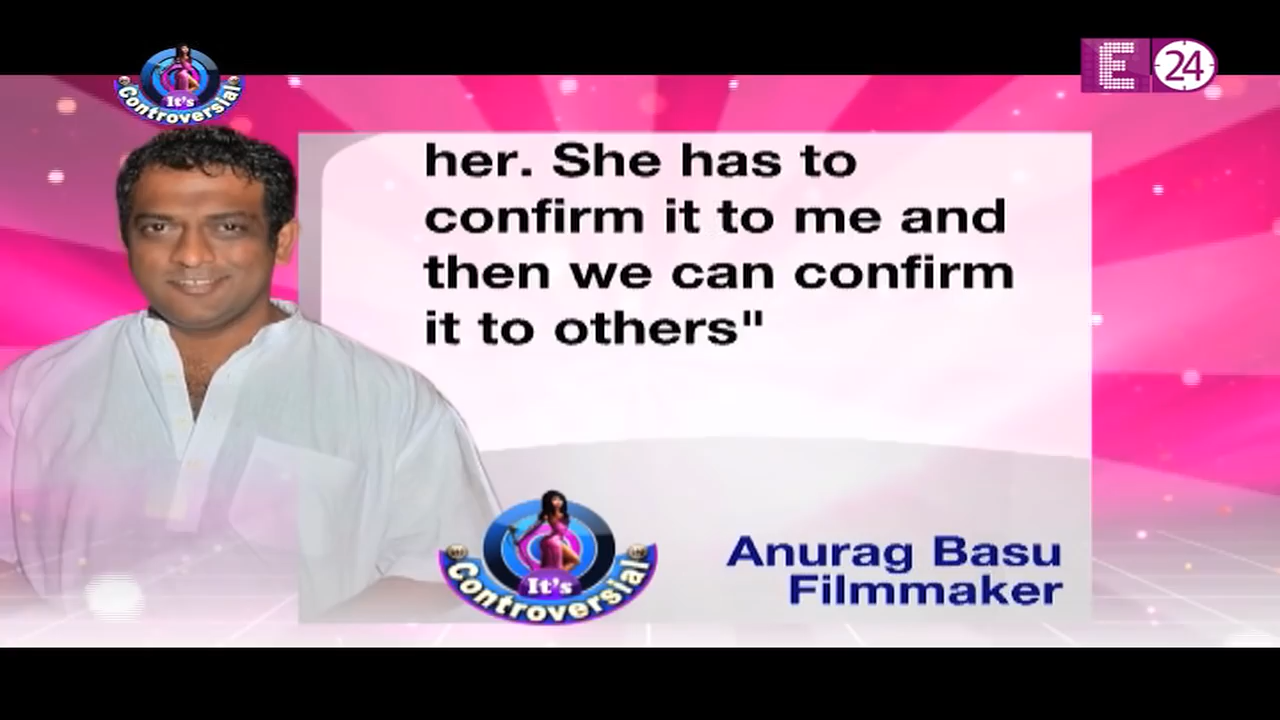 E 24
It's
Controversial
her. She has to
confirm it to me and
then we can confirm
it to others"
It's
Controversial
Anurag Basu
Filmmaker